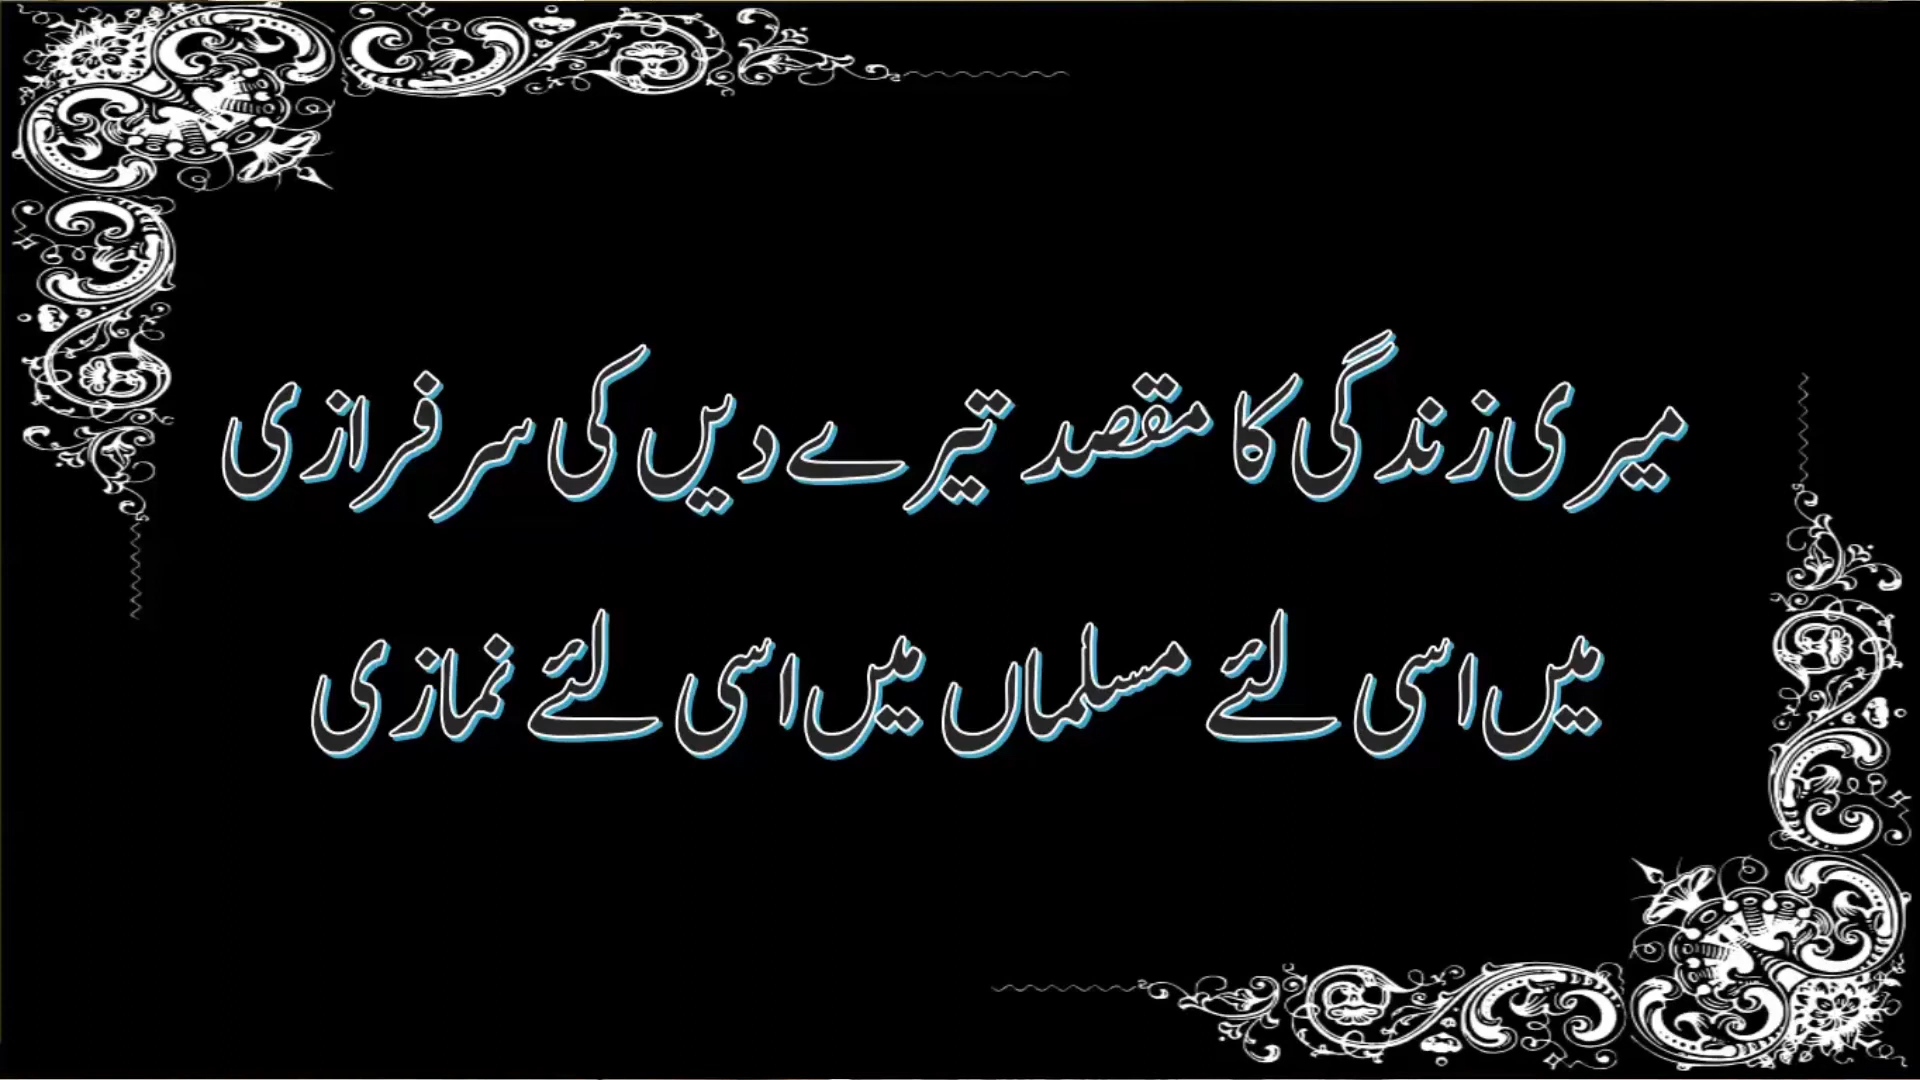 میری زندگی کا مقصد تیرے دیں کی سرفرازی
میں اسی لئے مسلماں میں اسی لئے نمازی